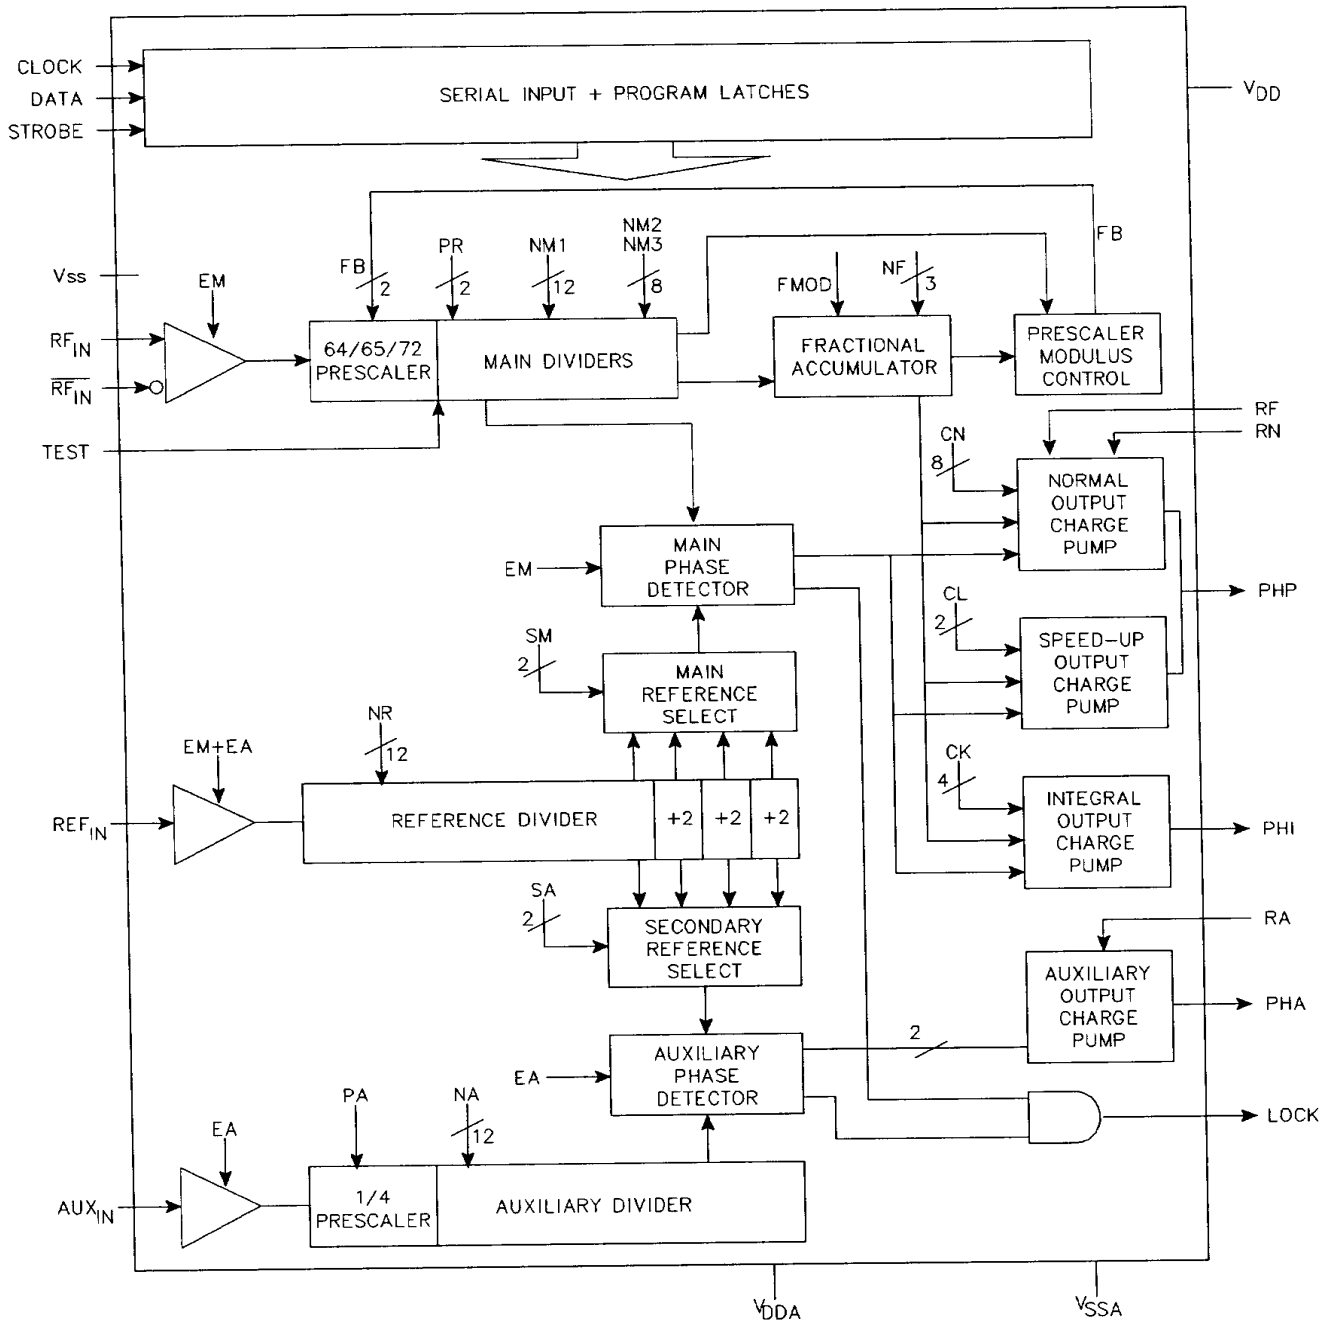 CLOCK
DATA
STROBE
SERIAL INPUT + PROGRAM LATCHES
VDD
Vss
FB
2
PR
2
NM1
12
NM2
NM3
8
FMOD
NF
3
FB
EM
RFIN
RFIN
64/65/72
PRESCALER
MAIN DIVIDERS
FRACTIONAL
ACCUMULATOR
PRESCALER
MODULUS
CONTROL
TEST
RF
RN
CN
8
NORMAL
OUTPUT
CHARGE
PUMP
EM
MAIN
PHASE
DETECTOR
PHP
CL
2
SPEED-UP
OUTPUT
CHARGE
PUMP
SM
2
MAIN
REFERENCE
SELECT
NR
12
EM+EA
REFIN
REFERENCE DIVIDER
+2
+2
+2
CK
4
INTEGRAL
OUTPUT
CHARGE
PUMP
PHI
SA
2
SECONDARY
REFERENCE
SELECT
RA
AUXILIARY
OUTPUT
CHARGE
PUMP
PHA
EA
AUXILIARY
PHASE
DETECTOR
2
LOCK
PA
NA
12
EA
AUXIN
1/4
PRESCALER
AUXILIARY DIVIDER
VDDA
VSSA